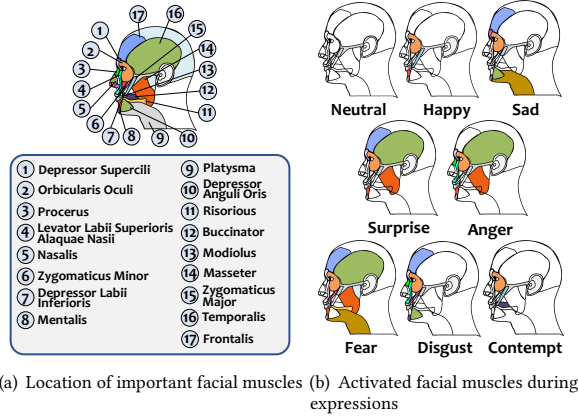 17 16
1 15
2 14
3 13
4 12
5 11
6
7 8 9 10
1 Depressor Supercili
2 Orbicularis Oculi
3 Procerus
4 Levator Labii Superioris
Alaquae Nasii
5 Nasalis
6 Zygomaticus Minor
7 Depressor Labii
Inferioris
8 Mentalis
9 Platysma
10 Depressor
Anguli Oris
11 Risorious
12 Buccinator
13 Modiolus
14 Masseter
15 Zygomaticus
Major
16 Temporalis
17 Frontalis
(a) Location of important facial muscles
Neutral Happy Sad
Surprise Anger
Fear Disgust Contempt
(b) Activated facial muscles during
expressions